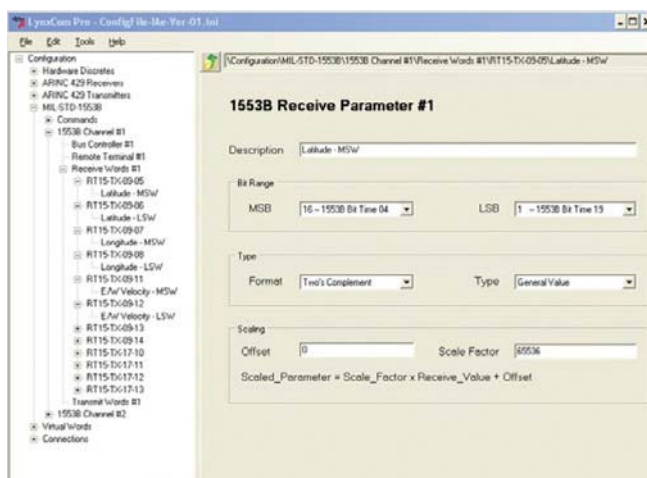 LynxCom Pro - ConfigFile-IAe-Ver-01.ini
File Edit Tools Help
Configuration
Hardware Discretes
ARINC 429 Receivers
ARINC 429 Transmitters
MIL-STD-1553B
Commands
1553B Channel #1
Bus Controller #1
Remote Terminal #1
Receive Words #1
RT15-TX-09-05
Latitude - MSW
RT15-TX-09-06
Latitude - LSW
RT15-TX-09-07
Longitude - MSW
RT15-TX-09-08
Longitude - LSW
RT15-TX-09-11
E/W Velocity - MSW
RT15-TX-09-12
E/W Velocity - LSW
RT15-TX-09-13
RT15-TX-09-14
RT15-TX-17-10
RT15-TX-17-11
RT15-TX-17-12
RT15-TX-17-13
Transmit Words #1
1553B Channel #2
Virtual Words
Connections
\Configuration\MIL-STD-1553B\1553B Channel #1\Receive Words #1\RT15-TX-09-05\Latitude - MSW
1553B Receive Parameter #1
Description Latitude - MSW
Bit Range
MSB 16 - 1553B Bit Time 04 LSB 1 - 1553B Bit Time 19
Type
Format Two's Complement Type General Value
Scaling
Offset 0 Scale Factor 65536
Scaled_Parameter = Scale_Factor x Receive_Value + Offset